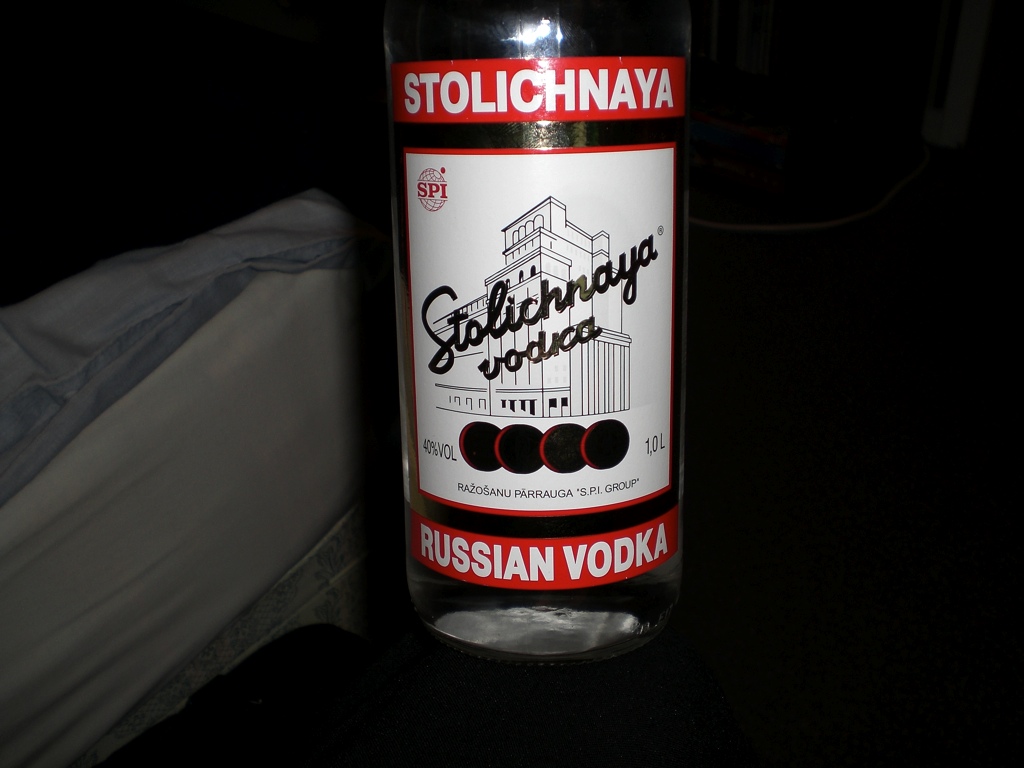 STOLICHNAYA
SPI
Stolichnaya®
vodka
40%VOL 1,0 L
RAŽOŠANU PĀRRAUGA "S.P.I. GROUP"
RUSSIAN VODKA